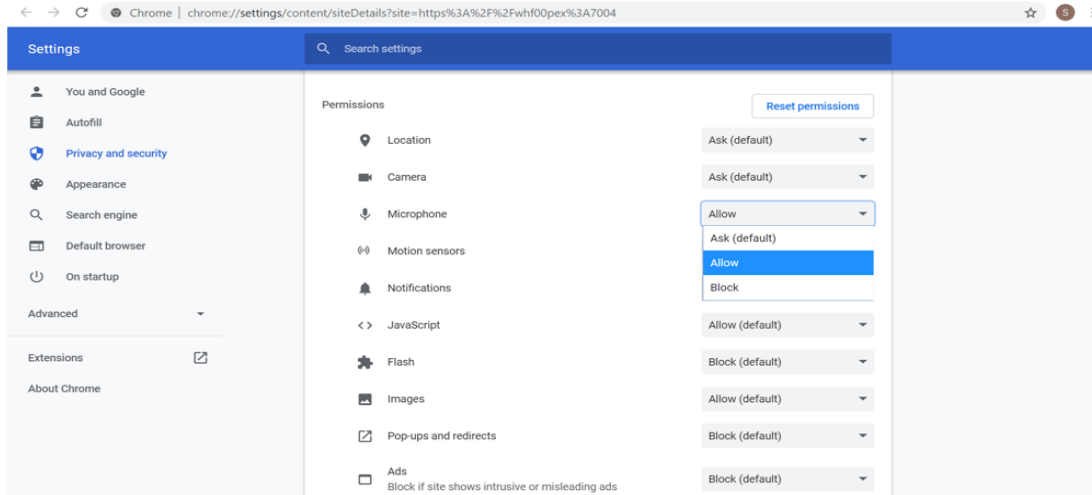 Chrome | chrome://settings/content/siteDetails?site=https%3A%2F%2Fwhf00pex%3A7004
S
Settings
Search settings
You and Google
Autofill
Privacy and security
Appearance
Search engine
Default browser
On startup
Advanced
Extensions
About Chrome
Permissions
Reset permissions
Location Ask (default)
Camera Ask (default)
Microphone Allow
Ask (default)
Motion sensors
Allow
Notifications Block
JavaScript Allow (default)
Flash Block (default)
Images Allow (default)
Pop-ups and redirects Block (default)
Ads
Block if site shows intrusive or misleading ads
Block (default)